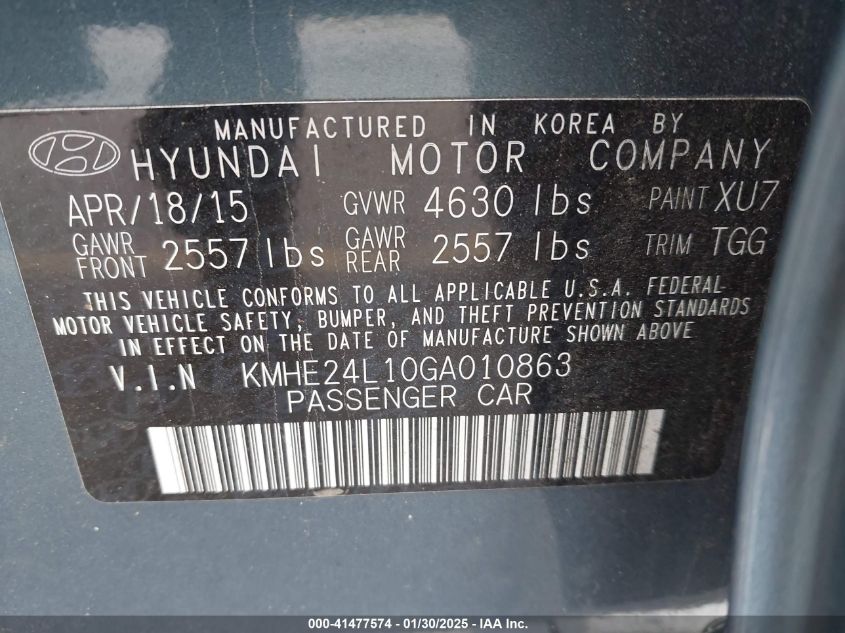 MANUFACTURED IN KOREA BY
HYUNDAI MOTOR COMPANY
APR/18/15 GVWR 4630 lbs PAINT XU7
GAWR FRONT 2557 lbs GAWR REAR 2557 lbs TRIM TGG
THIS VEHICLE CONFORMS TO ALL APPLICABLE U.S.A. FEDERAL
MOTOR VEHICLE SAFETY, BUMPER, AND THEFT PREVENTION STANDARDS
IN EFFECT ON THE DATE OF MANUFACTURE SHOWN ABOVE
V.I.N KMHE24L10GA010863
PASSENGER CAR
000-41477574 - 01/30/2025 - IAA Inc.